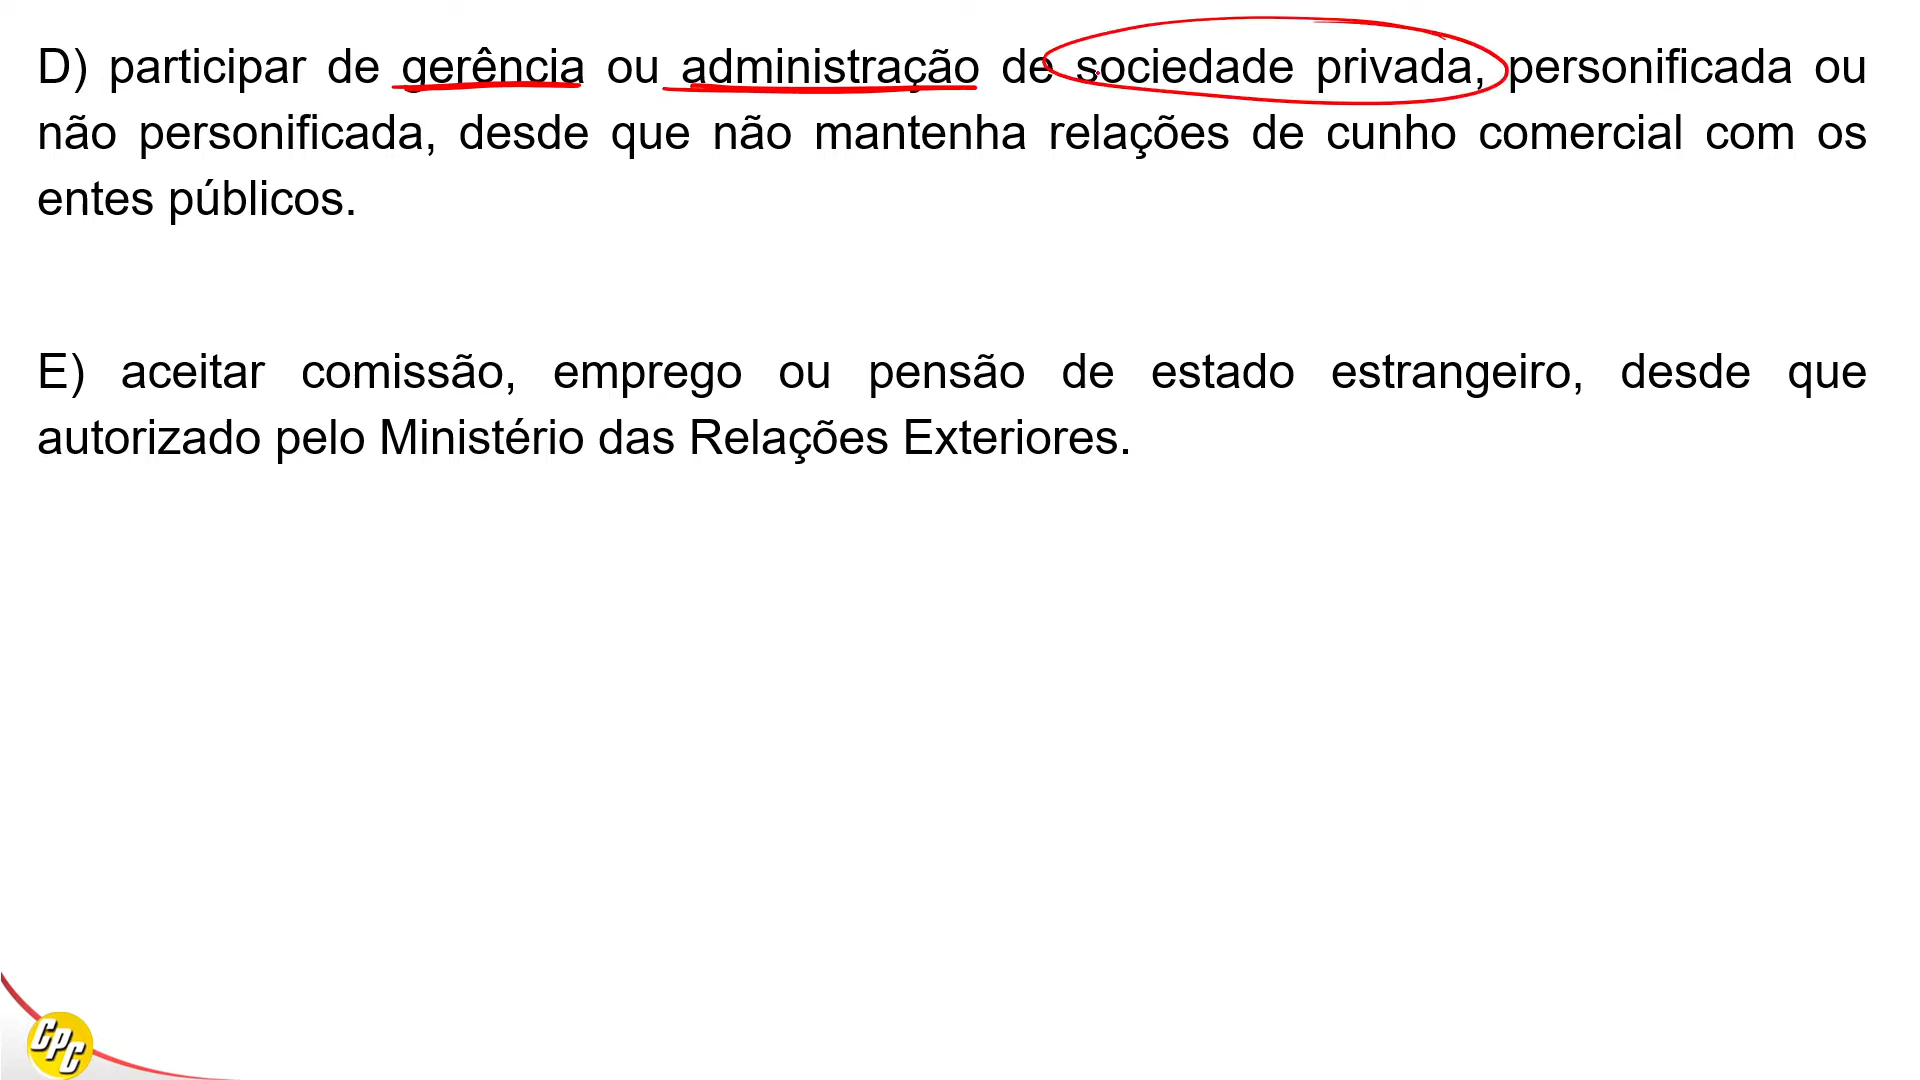 D) participar de gerência ou administração de sociedade privada, personificada ou
não personificada, desde que não mantenha relações de cunho comercial com os
entes públicos.
E) aceitar comissão, emprego ou pensão de estado estrangeiro, desde que
autorizado pelo Ministério das Relações Exteriores.
CPC